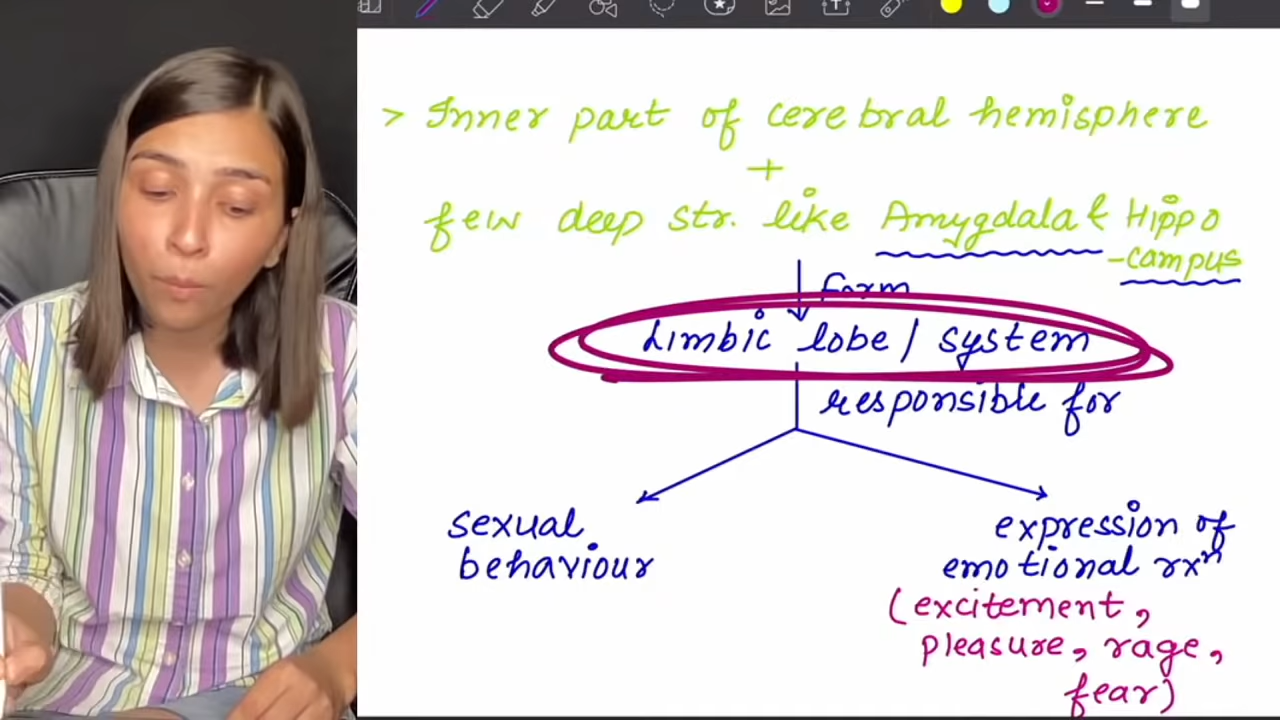 > Inner part of cerebral hemisphere
+
few deep str. like Amygdala & Hippo
-campus
form
Limbic lobe / system
responsible for
sexual
behaviour
expression of
emotional rxⁿ
(excitement,
pleasure, rage,
fear)